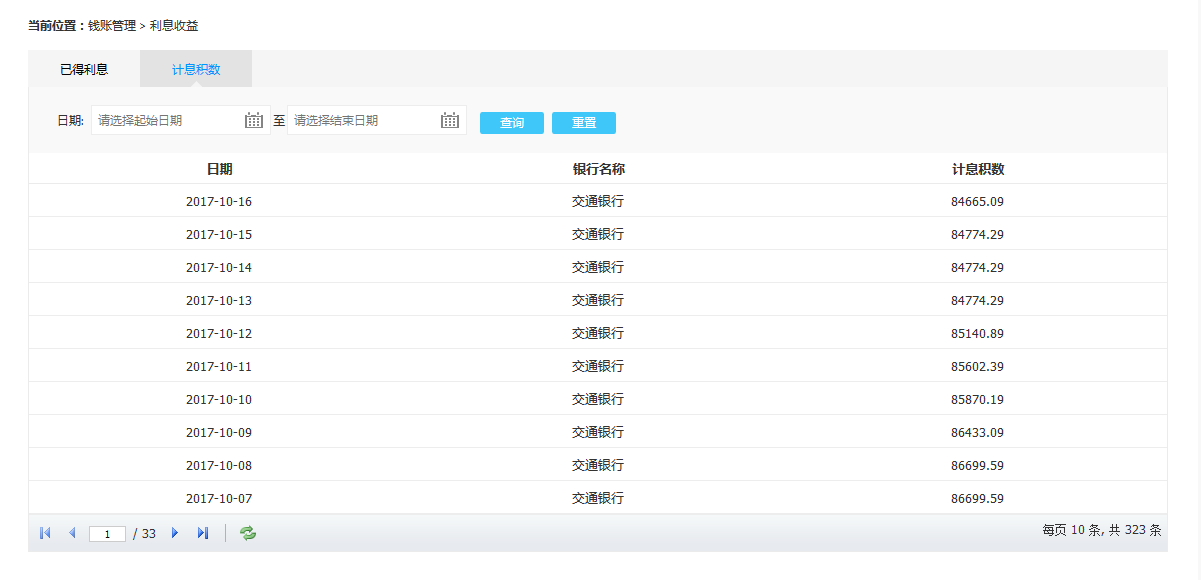 当前位置：钱账管理 > 利息收益
已得利息 计息积数
日期: 请选择起始日期 至 请选择结束日期 查询 重置
日期 银行名称 计息积数
2017-10-16 交通银行 84665.09
2017-10-15 交通银行 84774.29
2017-10-14 交通银行 84774.29
2017-10-13 交通银行 84774.29
2017-10-12 交通银行 85140.89
2017-10-11 交通银行 85602.39
2017-10-10 交通银行 85870.19
2017-10-09 交通银行 86433.09
2017-10-08 交通银行 86699.59
2017-10-07 交通银行 86699.59
1 / 33 每页 10 条, 共 323 条